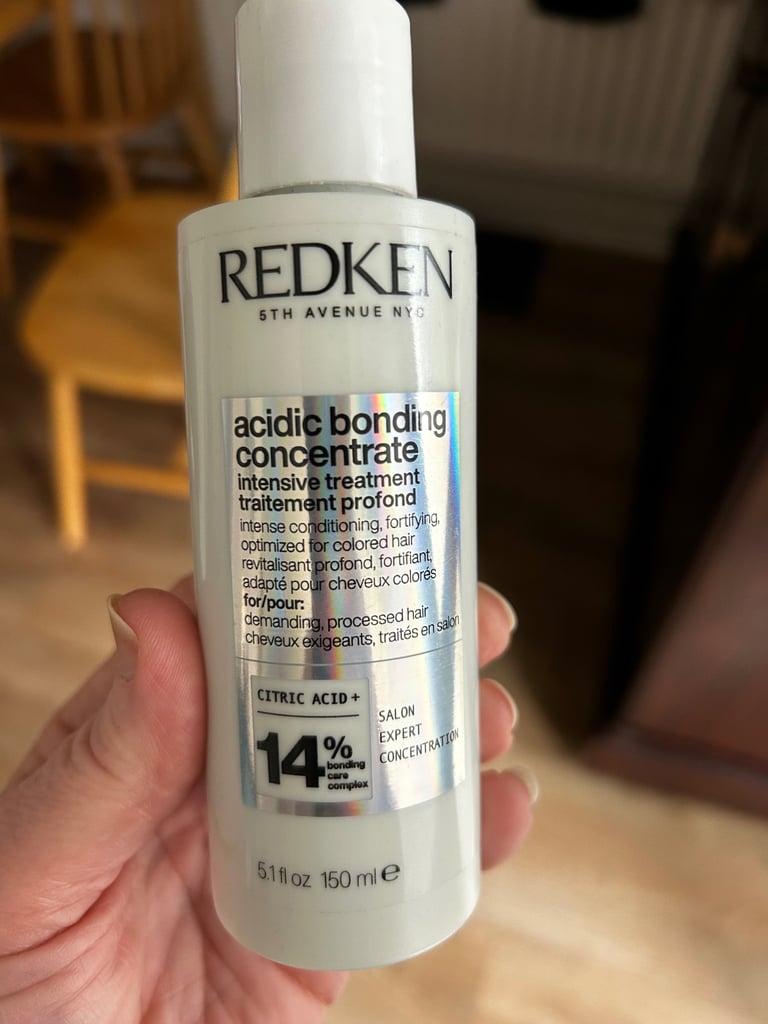 REDKEN
5TH AVENUE NYC
acidic bonding
concentrate
intensive treatment
traitement profond
intense conditioning, fortifying,
optimized for colored hair
revitalisant profond, fortifiant,
adapté pour cheveux colorés
for/pour:
demanding, processed hair
cheveux exigeants, traités en salon
CITRIC ACID +
14%
bonding
care
complex
SALON
EXPERT
CONCENTRATION
5.1 fl oz 150 ml e